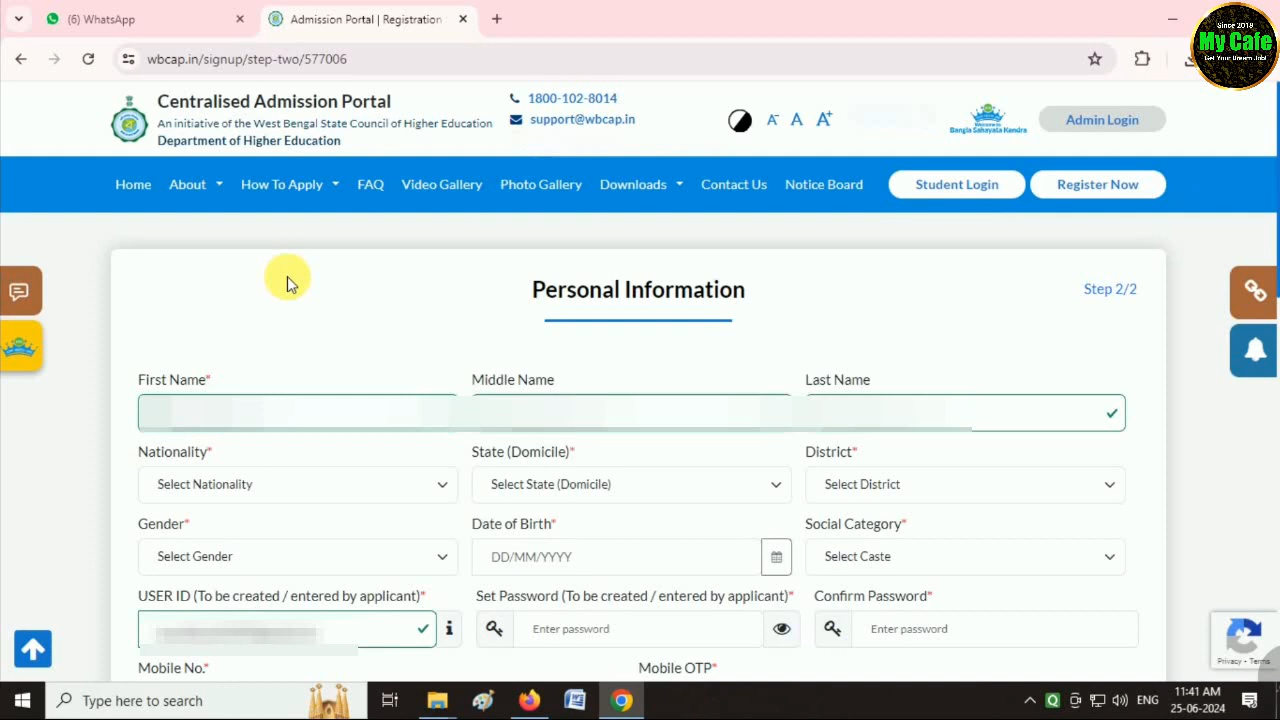 (6) WhatsApp
Admission Portal | Registration
wbcap.in/signup/step-two/577006
Since 2018
My Cafe
Get Your Dream Job!
Centralised Admission Portal
An initiative of the West Bengal State Council of Higher Education
Department of Higher Education
1800-102-8014
support@wbcap.in
A- A A+
Bangla Sahayata Kendra
Admin Login
Home About How To Apply FAQ Video Gallery Photo Gallery Downloads Contact Us Notice Board Student Login Register Now
Personal Information
Step 2/2
First Name* Middle Name Last Name
Nationality* State (Domicile)* District*
Select Nationality Select State (Domicile) Select District
Gender* Date of Birth* Social Category*
Select Gender DD/MM/YYYY Select Caste
USER ID (To be created / entered by applicant)* Set Password (To be created / entered by applicant)* Confirm Password*
Enter password Enter password
Mobile No.* Mobile OTP*
Privacy - Terms
Type here to search
ENG
11:41 AM
25-06-2024